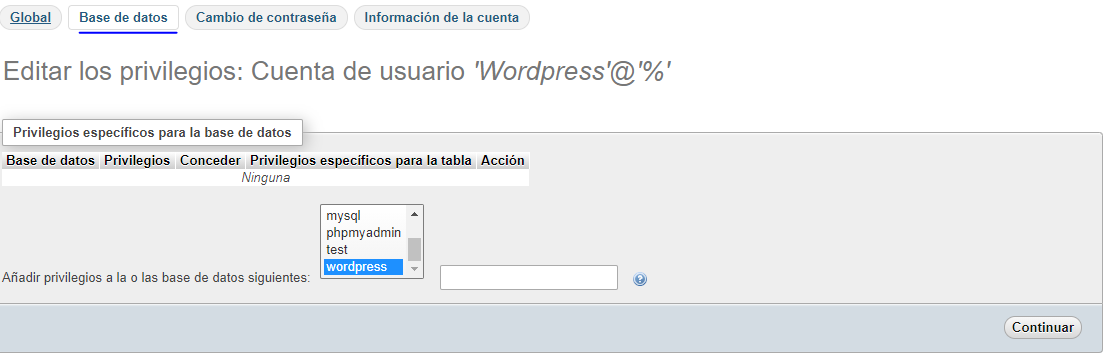 Global Base de datos Cambio de contraseña Información de la cuenta
Editar los privilegios: Cuenta de usuario 'Wordpress'@'%'
Privilegios específicos para la base de datos
Base de datos Privilegios Conceder Privilegios específicos para la tabla Acción
Ninguna
mysql
phpmyadmin
test
wordpress
Añadir privilegios a la o las base de datos siguientes:
Continuar